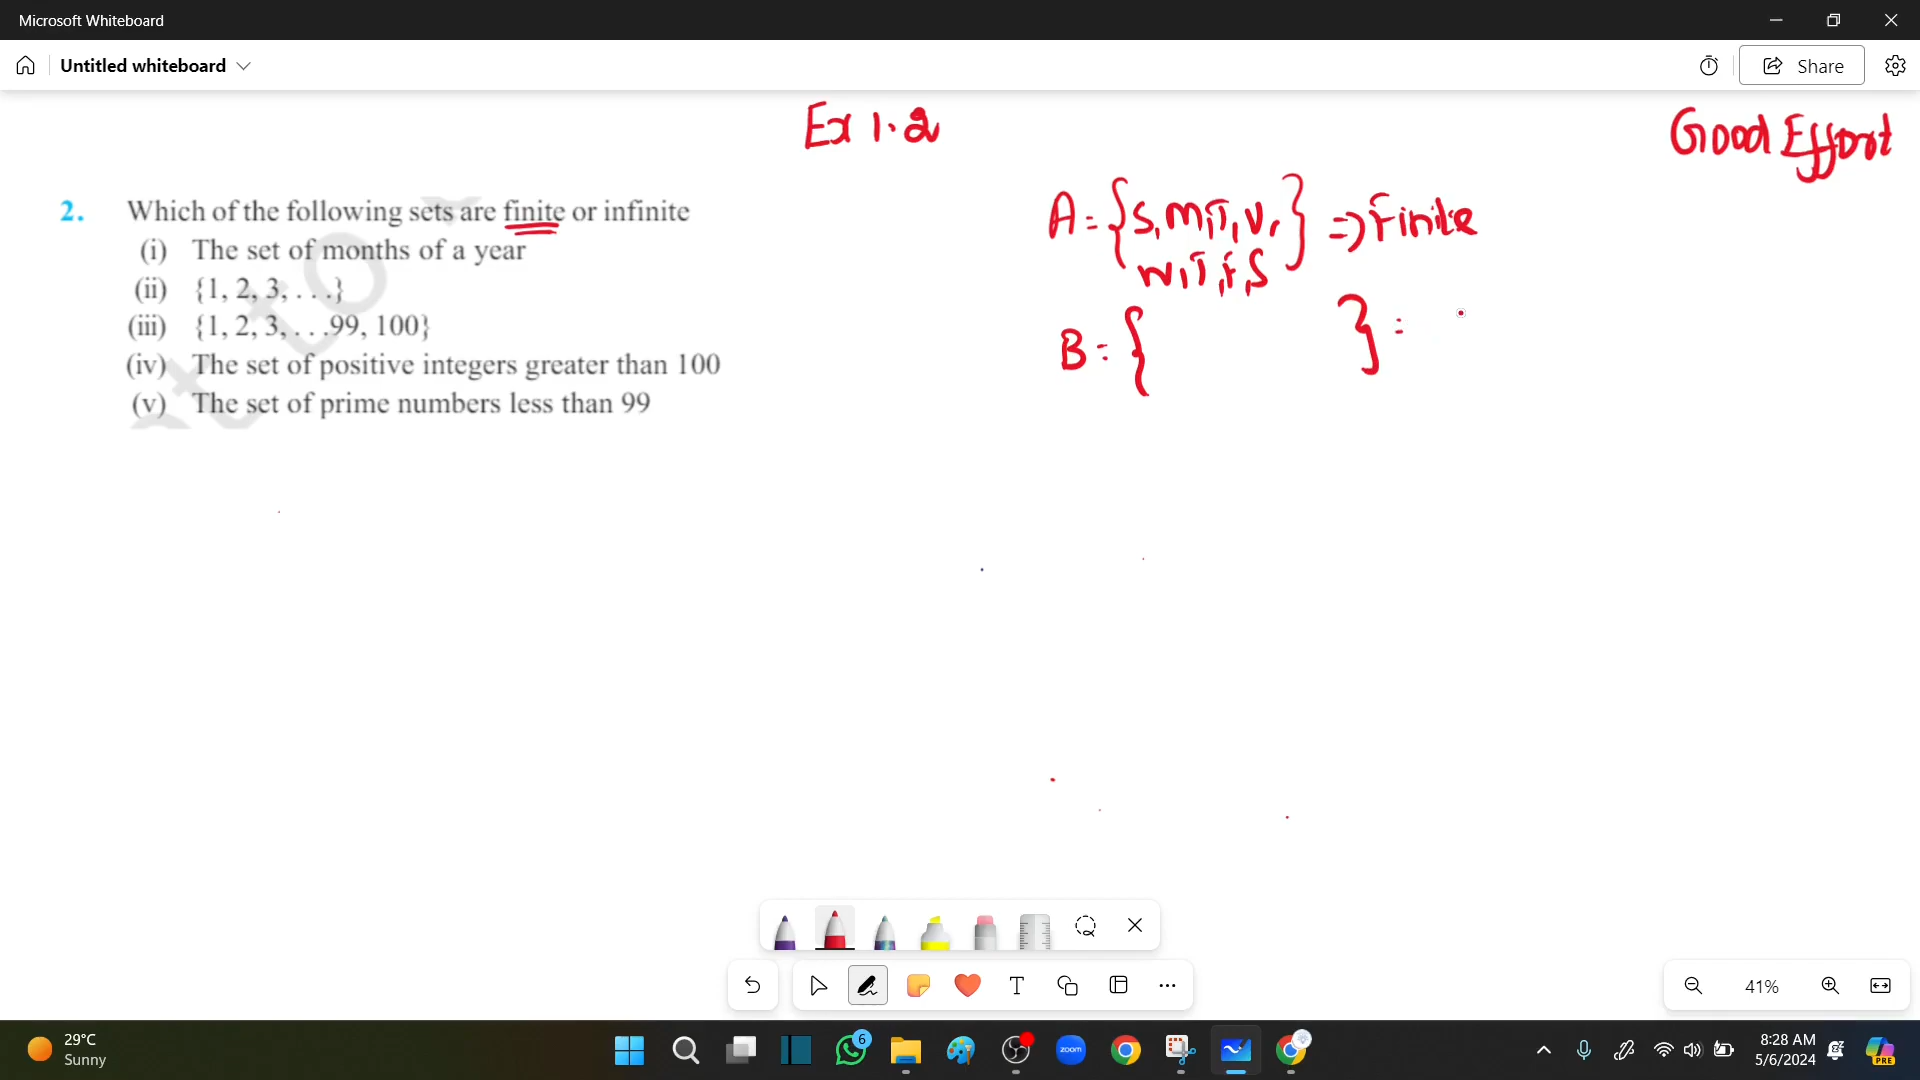 Microsoft Whiteboard
Untitled whiteboard
Share
Ex 1.2
Good Effort
2. Which of the following sets are finite or infinite
(i) The set of months of a year
(ii) {1, 2, 3, . . .}
(iii) {1, 2, 3, . . .99, 100}
(iv) The set of positive integers greater than 100
(v) The set of prime numbers less than 99
A = {S, M, T, W,
W, T, F, S} => Finite
B = { } =
41%
29°C
Sunny
6
zoom
8:28 AM
5/6/2024
PRE